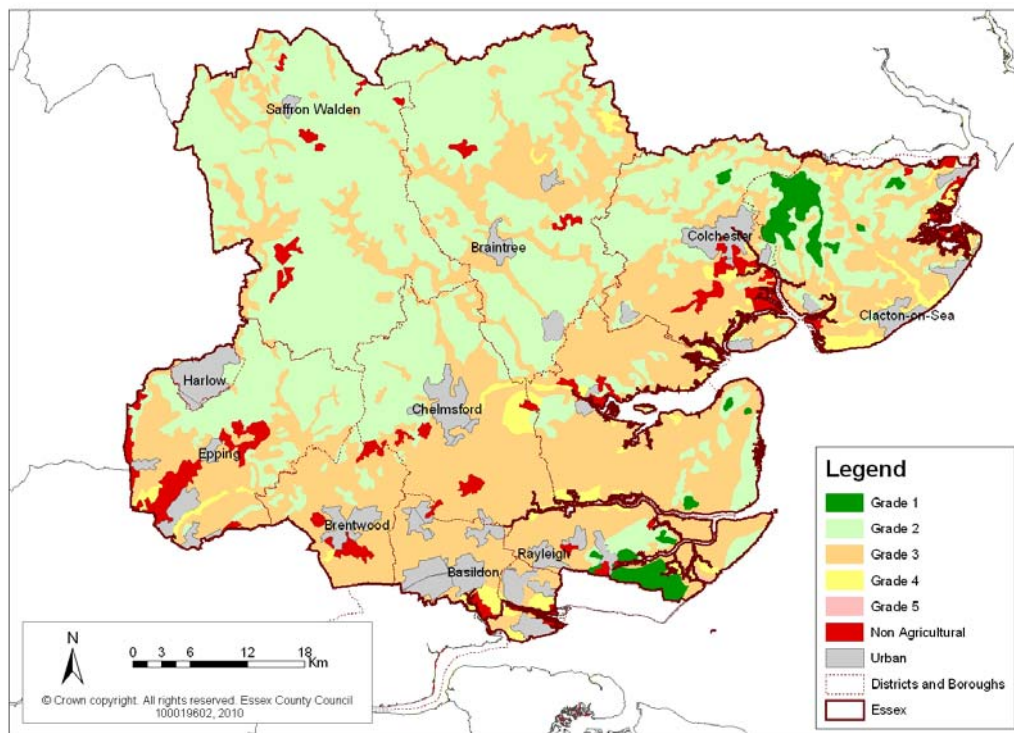 Saffron Walden
Braintree
Colchester
Clacton-on-Sea
Harlow
Chelmsford
Epping
Brentwood
Rayleigh
Basildon
Legend
Grade 1
Grade 2
Grade 3
Grade 4
Grade 5
Non Agricultural
Urban
Districts and Boroughs
Essex
N
0 3 6 12 18
Km
© Crown copyright. All rights reserved. Essex County Council
100019602, 2010